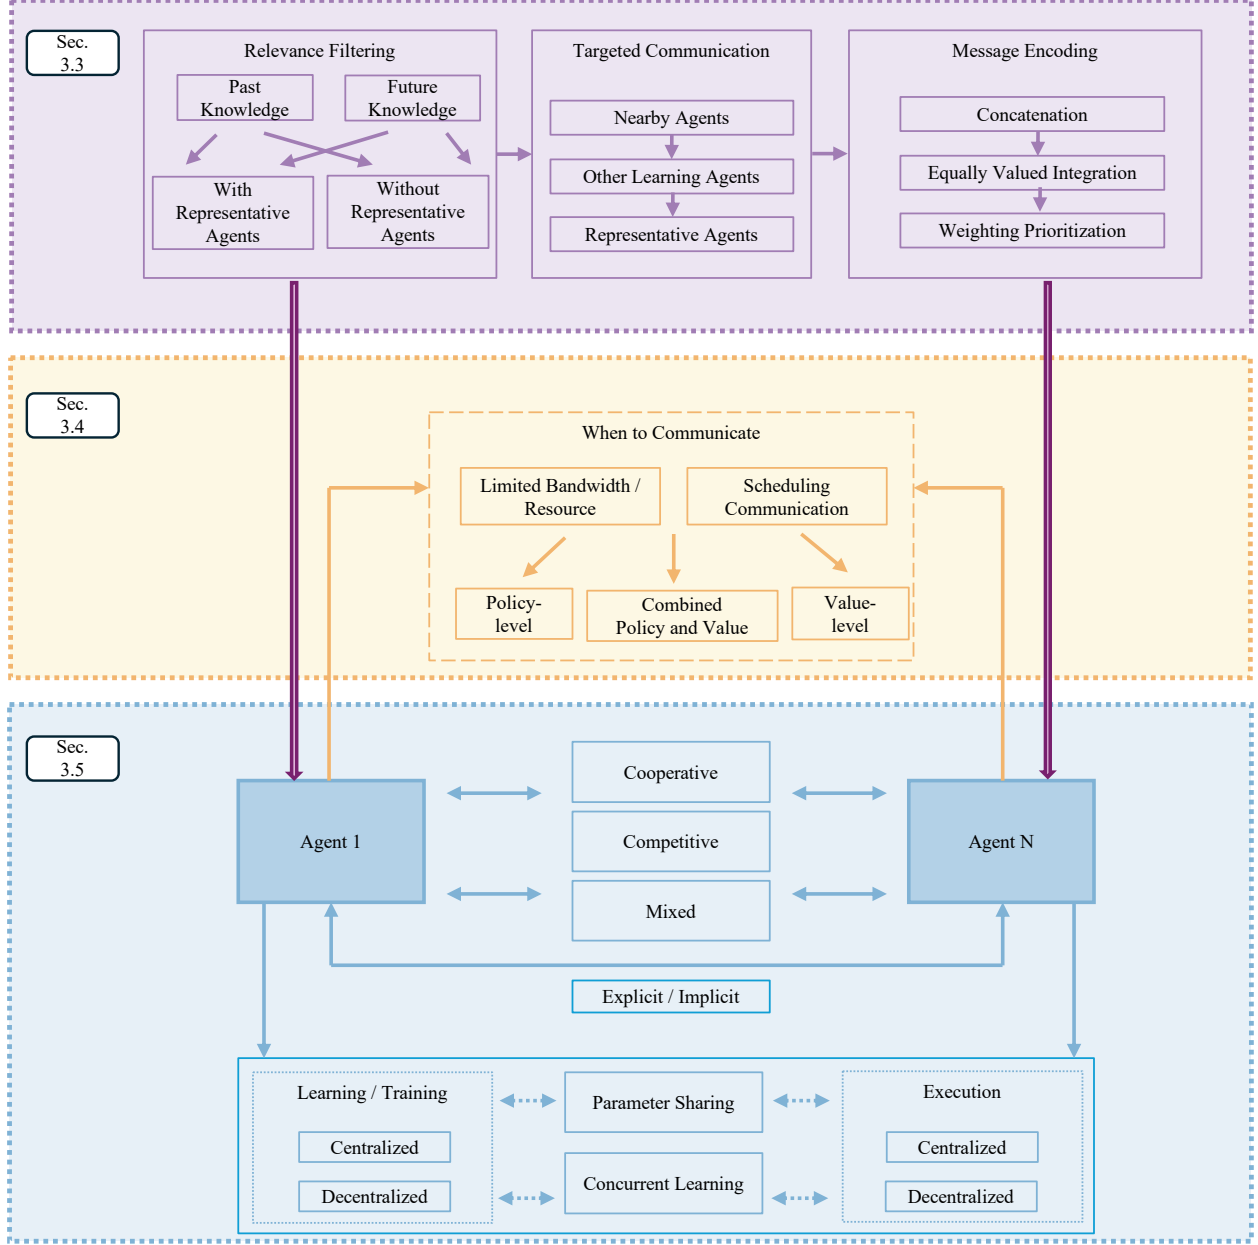 Sec.
3.3
Relevance Filtering
Past
Knowledge
Future
Knowledge
With
Representative
Agents
Without
Representative
Agents
Targeted Communication
Nearby Agents
Other Learning Agents
Representative Agents
Message Encoding
Concatenation
Equally Valued Integration
Weighting Prioritization
Sec.
3.4
When to Communicate
Limited Bandwidth /
Resource
Scheduling
Communication
Policy-
level
Combined
Policy and Value
Value-
level
Sec.
3.5
Agent 1
Cooperative
Competitive
Mixed
Agent N
Explicit / Implicit
Learning / Training
Centralized
Decentralized
Parameter Sharing
Concurrent Learning
Execution
Centralized
Decentralized